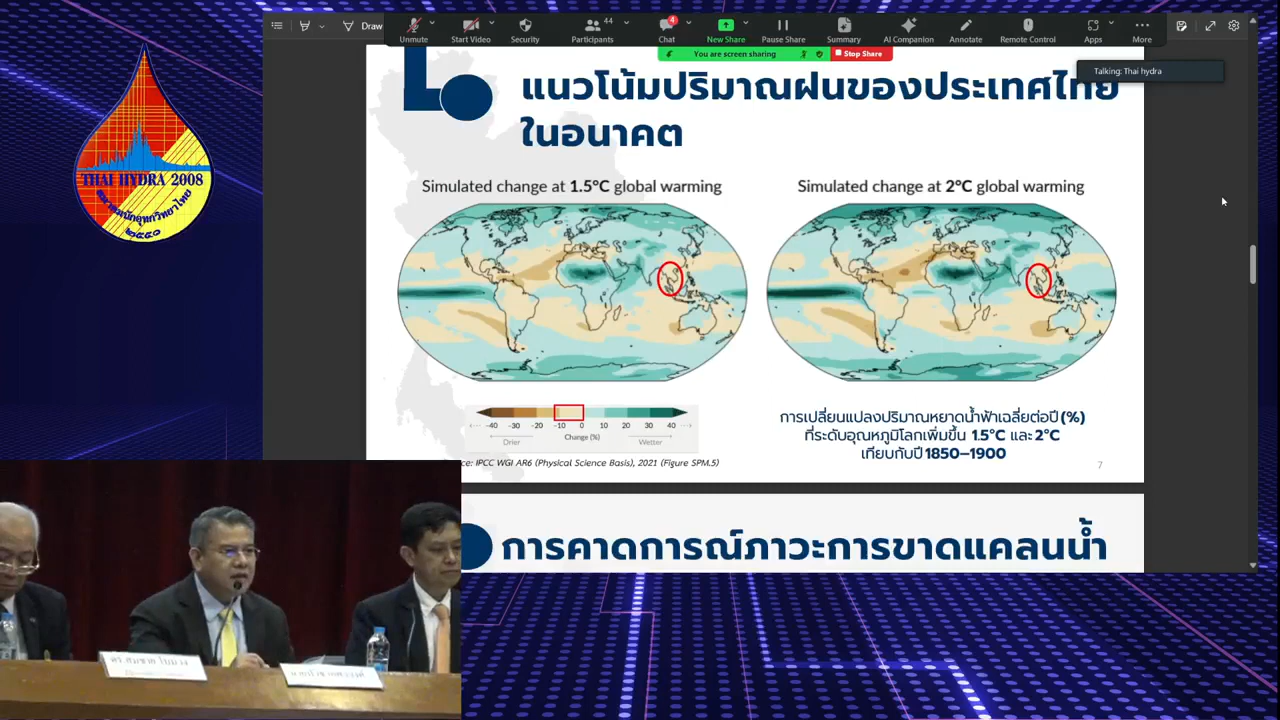 Draw
Unmute
Start Video
Security
44
Participants
4
Chat
New Share
Pause Share
Summary
AI Companion
Annotate
Remote Control
Apps
More
You are screen sharing
Stop Share
Talking: Thai hydra
THAI HYDRA 2008
๒๕๕๐
แนวโน้มปริมาณฝนของประเทศไทย
ในอนาคต
Simulated change at 1.5°C global warming
Simulated change at 2°C global warming
-40 -30 -20 -10 0 10 20 30 40
Change (%)
Drier
Wetter
การเปลี่ยนแปลงปริมาณหยาดน้ำฟ้าเฉลี่ยต่อปี (%)
ที่ระดับอุณหภูมิโลกเพิ่มขึ้น 1.5°C และ 2°C
เทียบกับปี 1850–1900
ce: IPCC WGI AR6 (Physical Science Basis), 2021 (Figure SPM.5)
7
การคาดการณ์ภาวะการขาดแคลนน้ำ